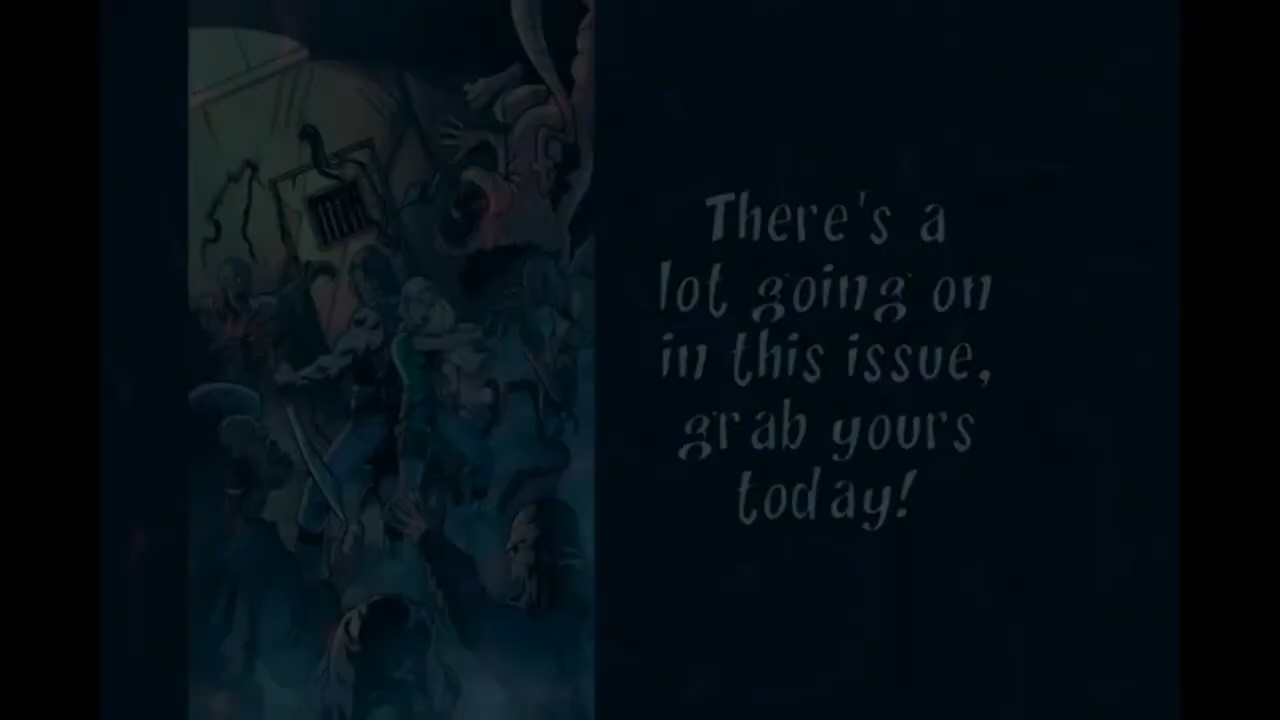 There's a
lot going on
in this issue,
grab yours
today!